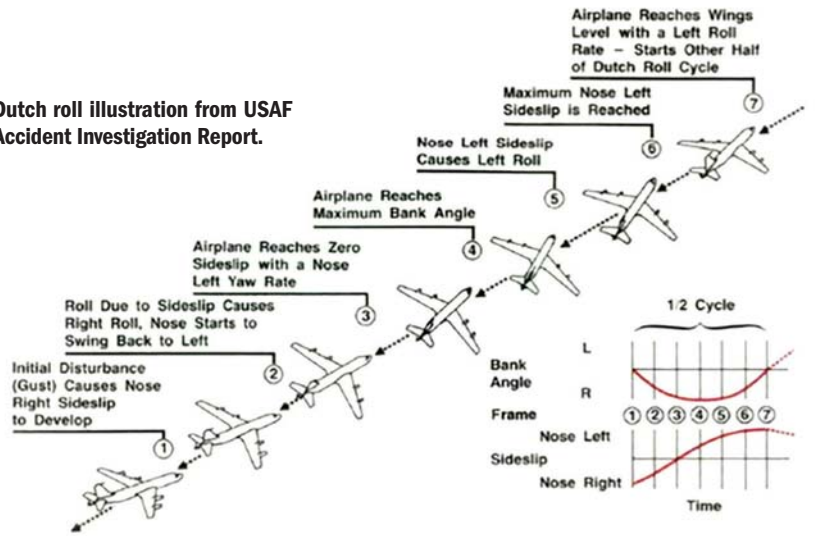 Airplane Reaches Wings
Level with a Left Roll
Rate – Starts Other Half
of Dutch Roll Cycle
7
Dutch roll illustration from USAF
Accident Investigation Report.
Maximum Nose Left
Sideslip is Reached
6
Nose Left Sideslip
Causes Left Roll
5
Airplane Reaches
Maximum Bank Angle
4
Airplane Reaches Zero
Sideslip with a Nose
Left Yaw Rate
3
Roll Due to Sideslip Causes
Right Roll, Nose Starts to
Swing Back to Left
2
Initial Disturbance
(Gust) Causes Nose
Right Sideslip
to Develop
1
1/2 Cycle
L
Bank
Angle
R
Frame 1 2 3 4 5 6 7
Nose Left
Sideslip
Nose Right
Time